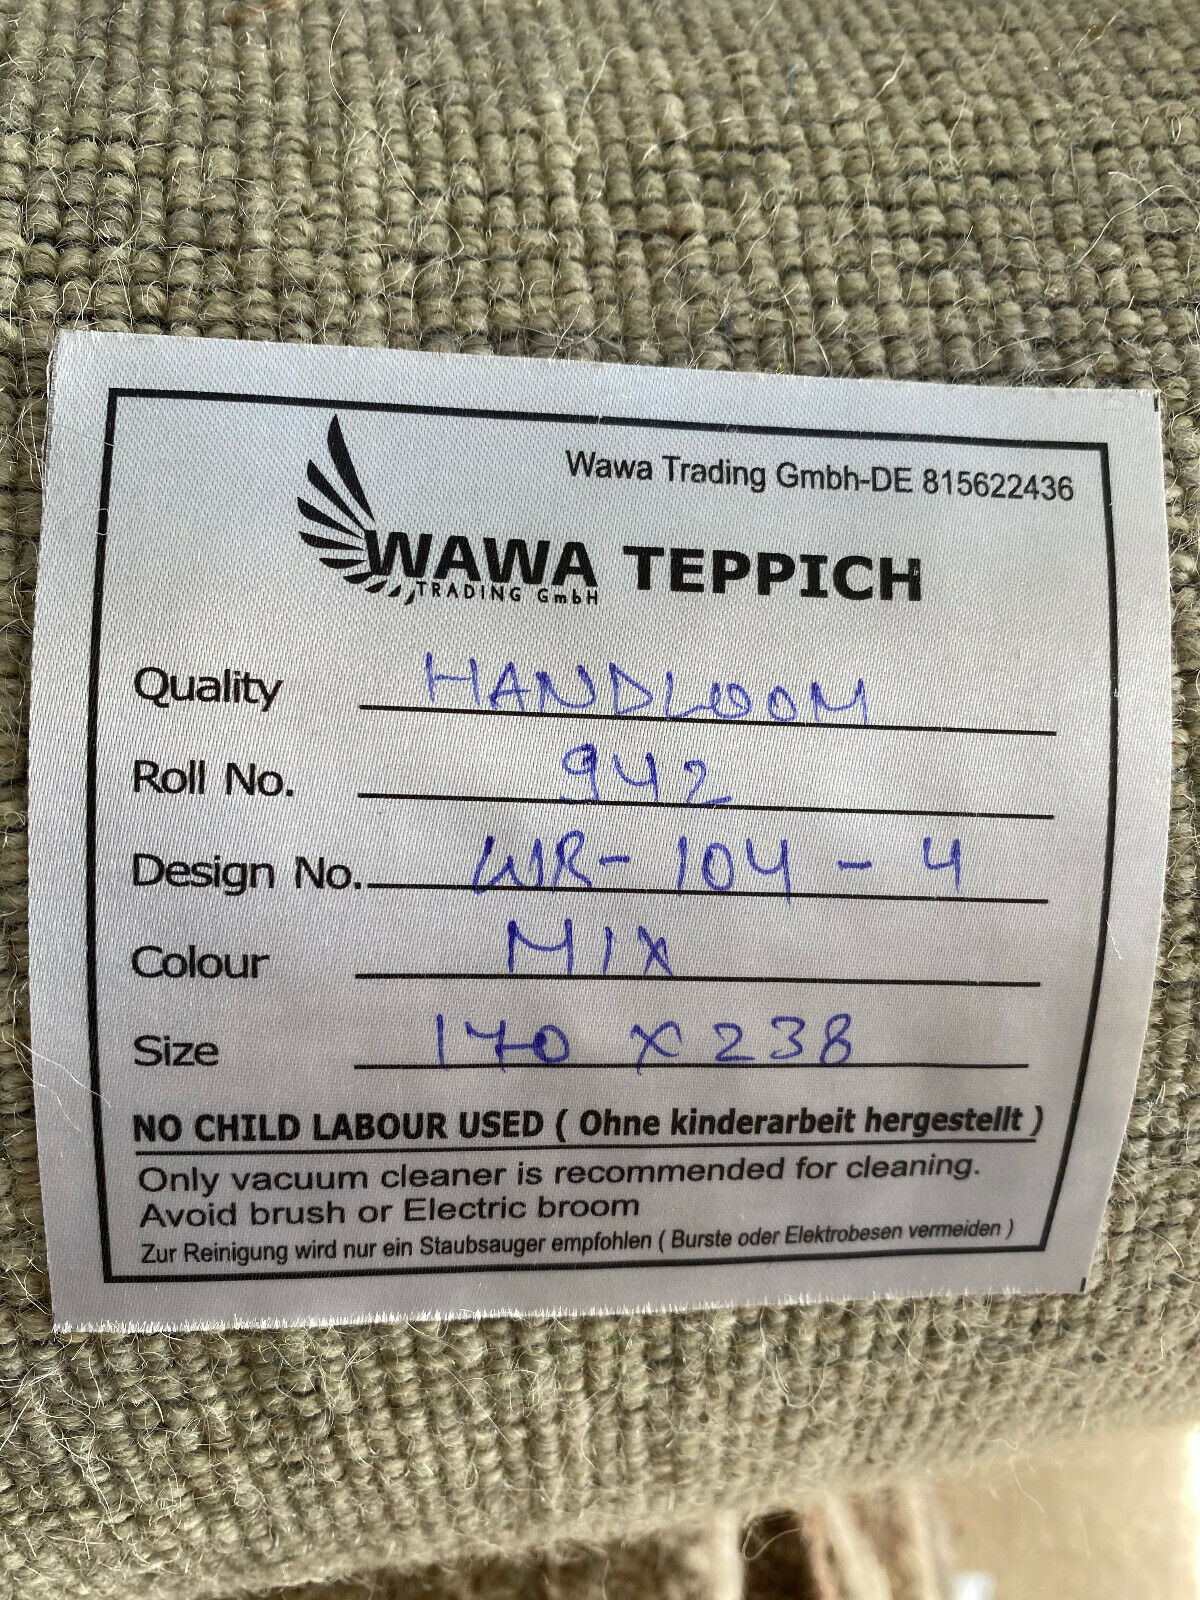 Wawa Trading Gmbh-DE 815622436
WAWA TEPPICH
TRADING GmbH
Quality HANDLOOM
Roll No. 942
Design No. WR-104-4
Colour MIX
Size 170 X 238
NO CHILD LABOUR USED ( Ohne kinderarbeit hergestellt )
Only vacuum cleaner is recommended for cleaning.
Avoid brush or Electric broom
Zur Reinigung wird nur ein Staubsauger empfohlen ( Burste oder Elektrobesen vermeiden )